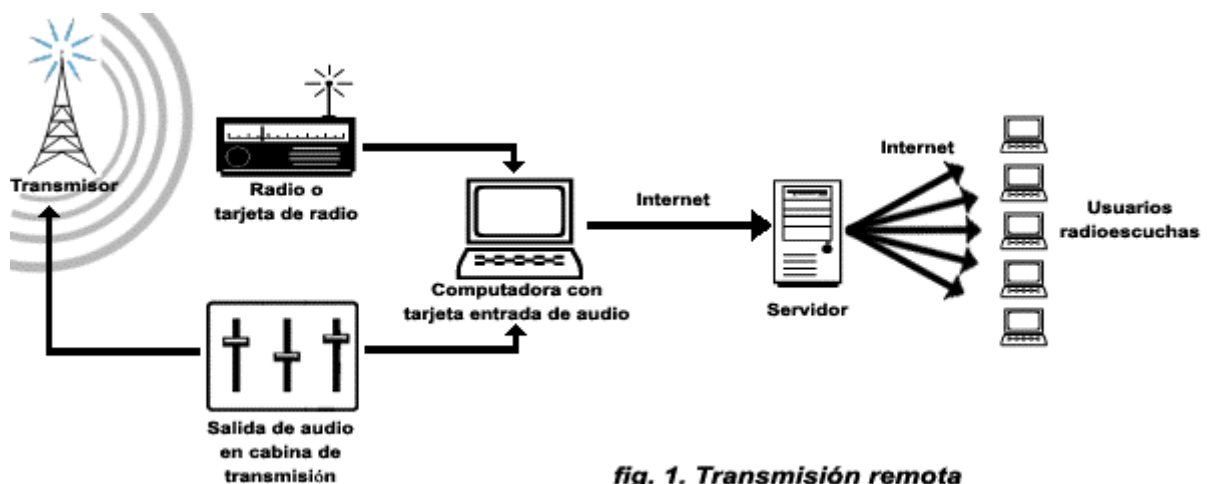 Transmisor
Radio o
tarjeta de radio
Internet
Internet
Usuarios
radioescuchas
Computadora con
tarjeta entrada de audio
Servidor
Salida de audio
en cabina de
transmisión
fig. 1. Transmisión remota